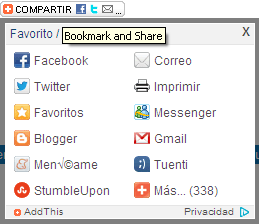 COMPARTIR ...
Favorito / Bookmark and Share X
Facebook Correo
Twitter Imprimir
Favoritos Messenger
Blogger Gmail
Men√©ame Tuenti
StumbleUpon Más... (338)
AddThis Privacidad